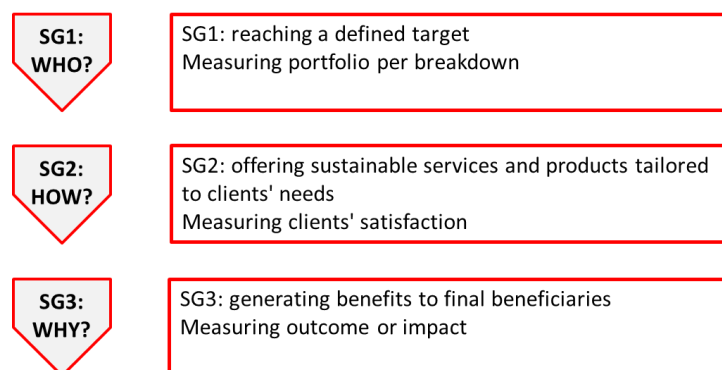 SG1:
WHO?
SG1: reaching a defined target
Measuring portfolio per breakdown
SG2:
HOW?
SG2: offering sustainable services and products tailored
to clients' needs
Measuring clients' satisfaction
SG3:
WHY?
SG3: generating benefits to final beneficiaries
Measuring outcome or impact